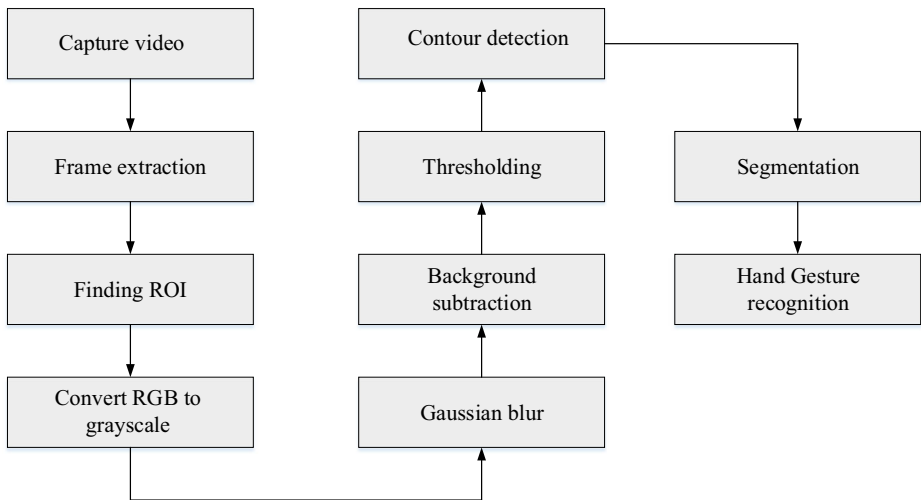 Capture video
Frame extraction
Finding ROI
Convert RGB to
grayscale
Gaussian blur
Background
subtraction
Thresholding
Contour detection
Segmentation
Hand Gesture
recognition